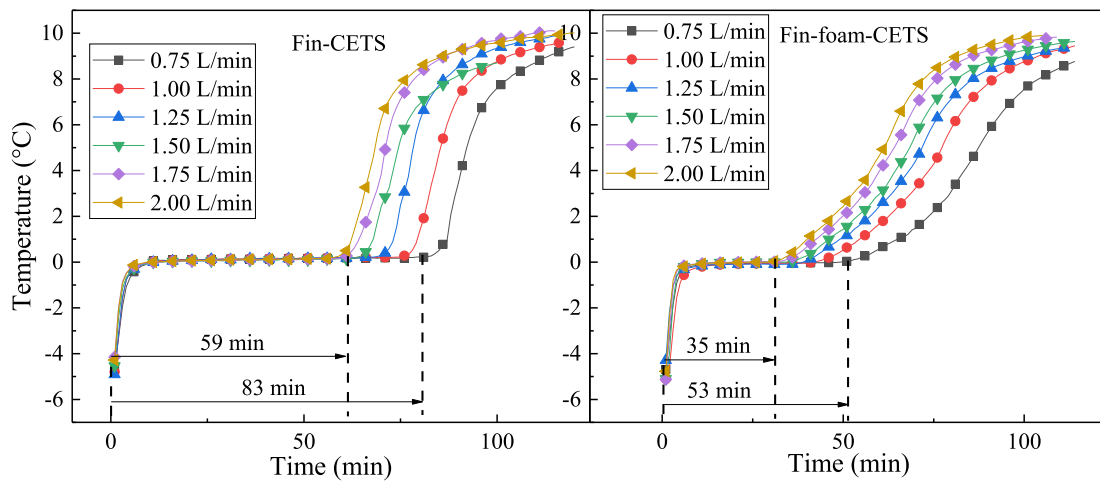 Temperature (°C)
10
8
6
4
2
0
-2
-4
-6
Fin-CETS
0.75 L/min
1.00 L/min
1.25 L/min
1.50 L/min
1.75 L/min
2.00 L/min
59 min
83 min
0
50
100
Time (min)
10
8
6
4
2
0
-2
-4
-6
Fin-foam-CETS
0.75 L/min
1.00 L/min
1.25 L/min
1.50 L/min
1.75 L/min
2.00 L/min
35 min
53 min
0
50
100
Time (min)